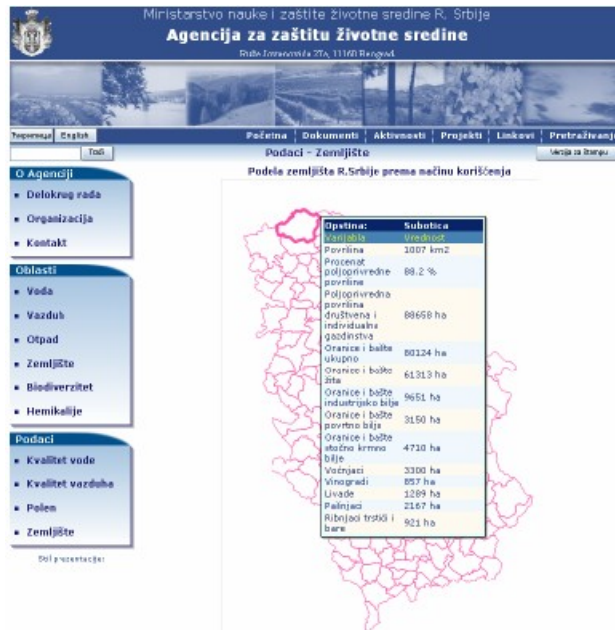 Ministarstvo nauke i zaštite životne sredine R. Srbije
Agencija za zaštitu životne sredine
Ruže Jovanovića 27a, 11160 Beograd
English
Početna | Dokumenti | Aktivnosti | Projekti | Linkovi | Pretraživanje
Traži
Podaci - Zemljište
Verzija za štampu
Podela zemljišta R.Srbije prema načinu korišćenja
O Agenciji
Delokrug rada
Organizacija
Kontakt
Oblasti
Voda
Vazduh
Otpad
Zemljište
Biodiverzitet
Hemikalije
Podaci
Kvalitet vode
Kvalitet vazduha
Polen
Zemljište
Stil prezentacije:
Opština: Subotica
Varijabla Vrednost
Površina 1007 km2
Procenat
poljoprivredne 88.2 %
površine
Poljoprivredna
površina
društvena i 88658 ha
individualna
gazdinstva
Oranice i bašte 80124 ha
ukupno
Oranice i bašte 61313 ha
žita
Oranice i bašte 9651 ha
industrijsko bilje
Oranice i bašte 3150 ha
povrtno bilje
Oranice i bašte
stočno krmno 4710 ha
bilje
Voćnjaci 3300 ha
Vinogradi 857 ha
Livade 1289 ha
Pašnjaci 2167 ha
Ribnjaci trstici i 921 ha
bare